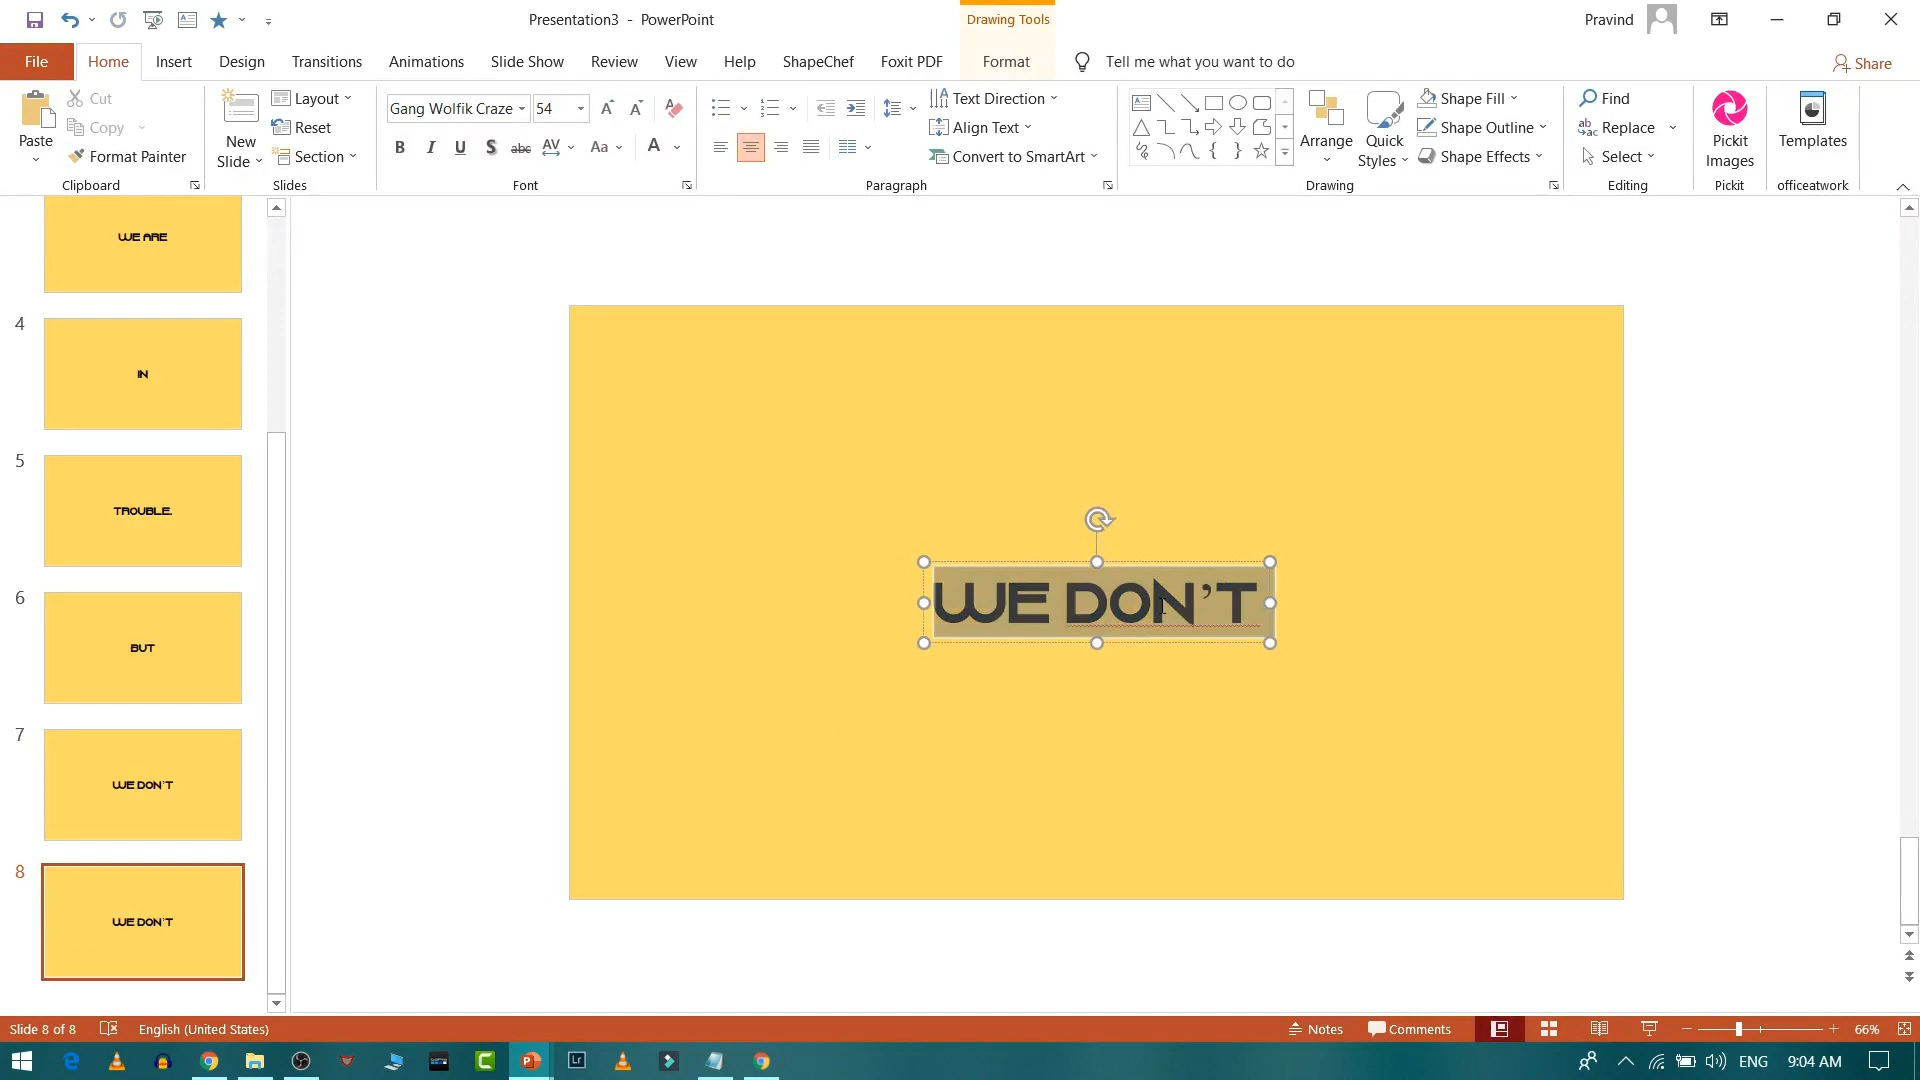 Presentation3 - PowerPoint
Drawing Tools
Pravind
File
Home
Insert
Design
Transitions
Animations
Slide Show
Review
View
Help
ShapeChef
Foxit PDF
Format
Tell me what you want to do
Share
Paste
Cut
Copy
Format Painter
Clipboard
New
Slide
Layout
Reset
Section
Slides
Gang Wolfik Craze
54
B
I
U
S
abc
AV
Aa
A
Font
Text Direction
Align Text
Convert to SmartArt
Paragraph
Arrange
Quick
Styles
Shape Fill
Shape Outline
Shape Effects
Drawing
Find
Replace
Select
Editing
Pickit
Images
Pickit
Templates
officeatwork
WE ARE
4
IN
5
TROUBLE.
6
BUT
7
WE DON'T
8
WE DON'T
WE DON'T
Slide 8 of 8
English (United States)
Notes
Comments
66%
Lr
ENG
9:04 AM